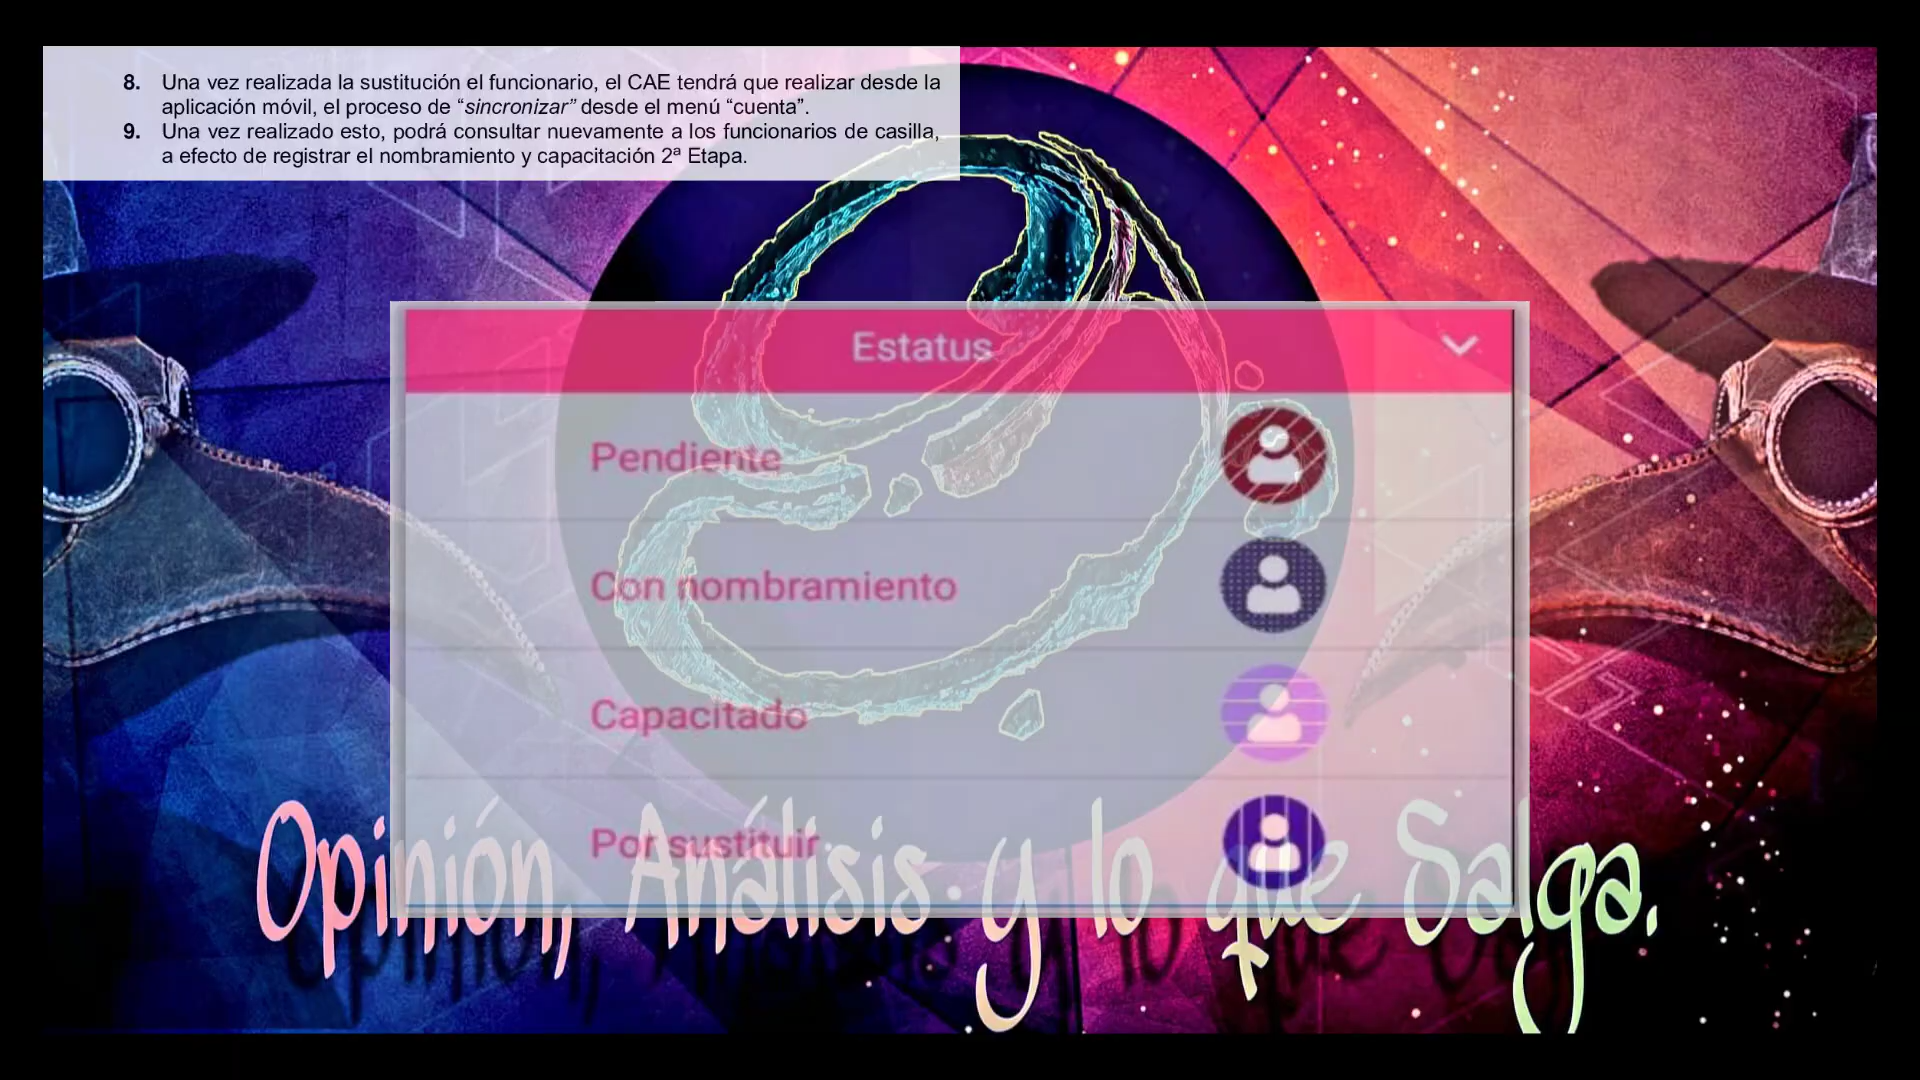 8. Una vez realizada la sustitución el funcionario, el CAE tendrá que realizar desde la
aplicación móvil, el proceso de “sincronizar” desde el menú “cuenta”.
9. Una vez realizado esto, podrá consultar nuevamente a los funcionarios de casilla,
a efecto de registrar el nombramiento y capacitación 2ª Etapa.
Estatus
Pendiente
Con nombramiento
Capacitado
Por sustituir
Opinión, Análisis y lo que Salga.